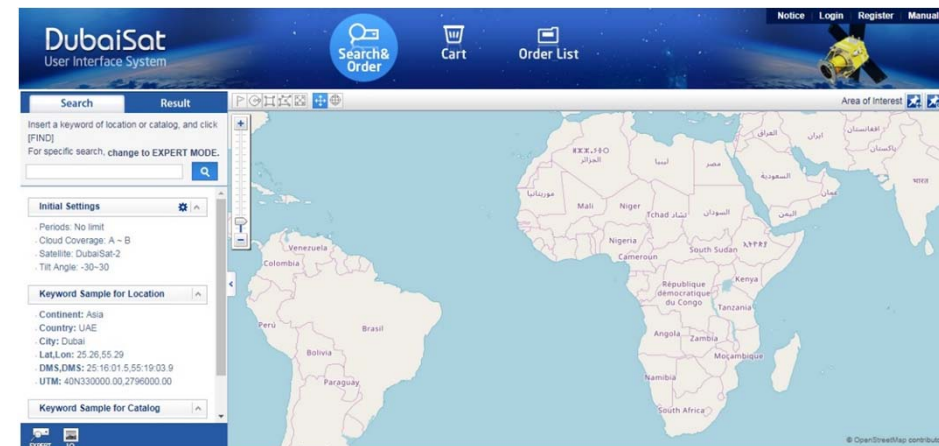 DubaiSat
User Interface System
Search&
Order
Cart
Order List
Notice Login Register Manual
Search Result
Area of Interest
Insert a keyword of location or catalog, and click
[FIND]
For specific search, change to EXPERT MODE.
Initial Settings
Periods: No limit
Cloud Coverage: A ~ B
Satellite: DubaiSat-2
Tilt Angle: -30~30
Keyword Sample for Location
Continent: Asia
Country: UAE
City: Dubai
Lat,Lon: 25.26,55.29
DMS,DMS: 25:16:01.5,55:19:03.9
UTM: 40N330000.00,2796000.00
Keyword Sample for Catalog
EXPERT
العراق
ایران
افغانستان
پاکستان
الجزائر
ليبيا
مصر
السعودية
عمان
भारत
موريتانيا
Mali
Niger
Tchad تشاد
السودان
اليمن
Nigeria
South Sudan
Cameroun
Venezuela
Colombia
République
démocratique
du Congo
Kenya
Tanzania
Perú
Brasil
Angola
Zambia
Moçambique
Bolivia
Namibia
Paraguay
South Africa
© OpenStreetMap contribut